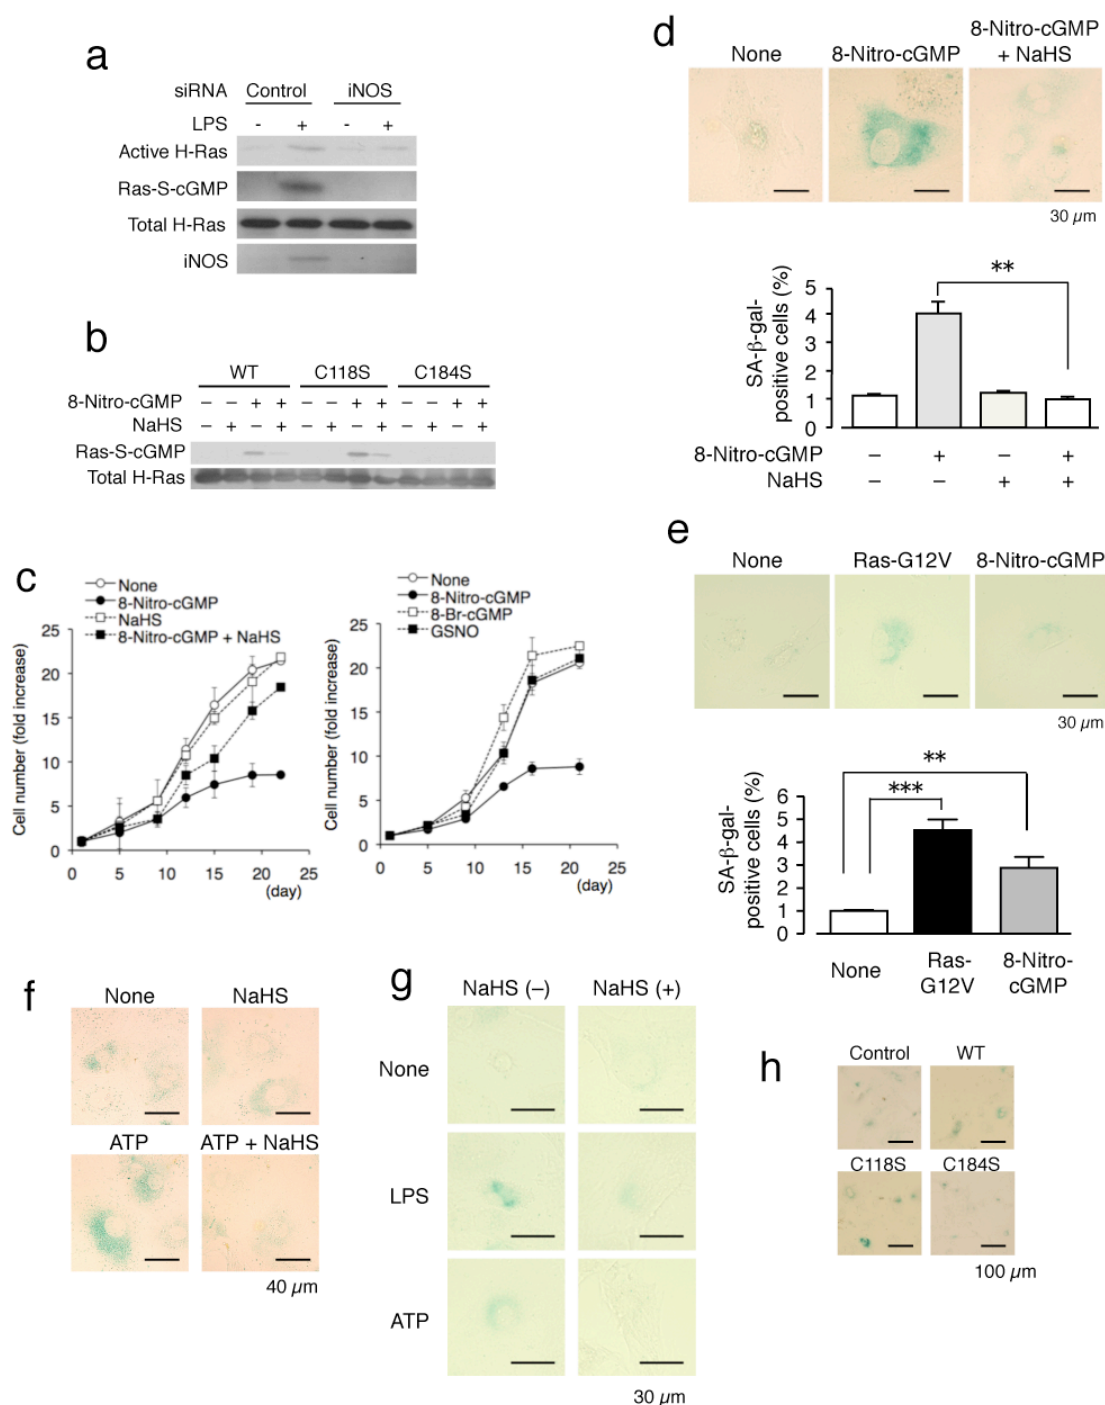 a
siRNA Control iNOS
LPS - + - +
Active H-Ras
Ras-S-cGMP
Total H-Ras
iNOS
b
WT C118S C184S
8-Nitro-cGMP − − + + − − + + − − + +
NaHS − + − + − + − + − + − +
Ras-S-cGMP
Total H-Ras
c
None
8-Nitro-cGMP
NaHS
8-Nitro-cGMP + NaHS
Cell number (fold increase)
25
20
15
10
5
0
0 5 10 15 20 25
(day)
None
8-Nitro-cGMP
8-Br-cGMP
GSNO
Cell number (fold increase)
25
20
15
10
5
0
0 5 10 15 20 25
(day)
d
None 8-Nitro-cGMP 8-Nitro-cGMP
+ NaHS
30 µm
SA-β-gal-
positive cells (%)
5
4
3
2
1
0
**
8-Nitro-cGMP − + − +
NaHS − − + +
e
None Ras-G12V 8-Nitro-cGMP
30 µm
SA-β-gal-
positive cells (%)
6
5
4
3
2
1
0
**
***
None Ras-
G12V 8-Nitro-
cGMP
f
None NaHS
ATP ATP + NaHS
40 µm
g
NaHS (−) NaHS (+)
None
LPS
ATP
30 µm
h
Control WT
C118S C184S
100 µm